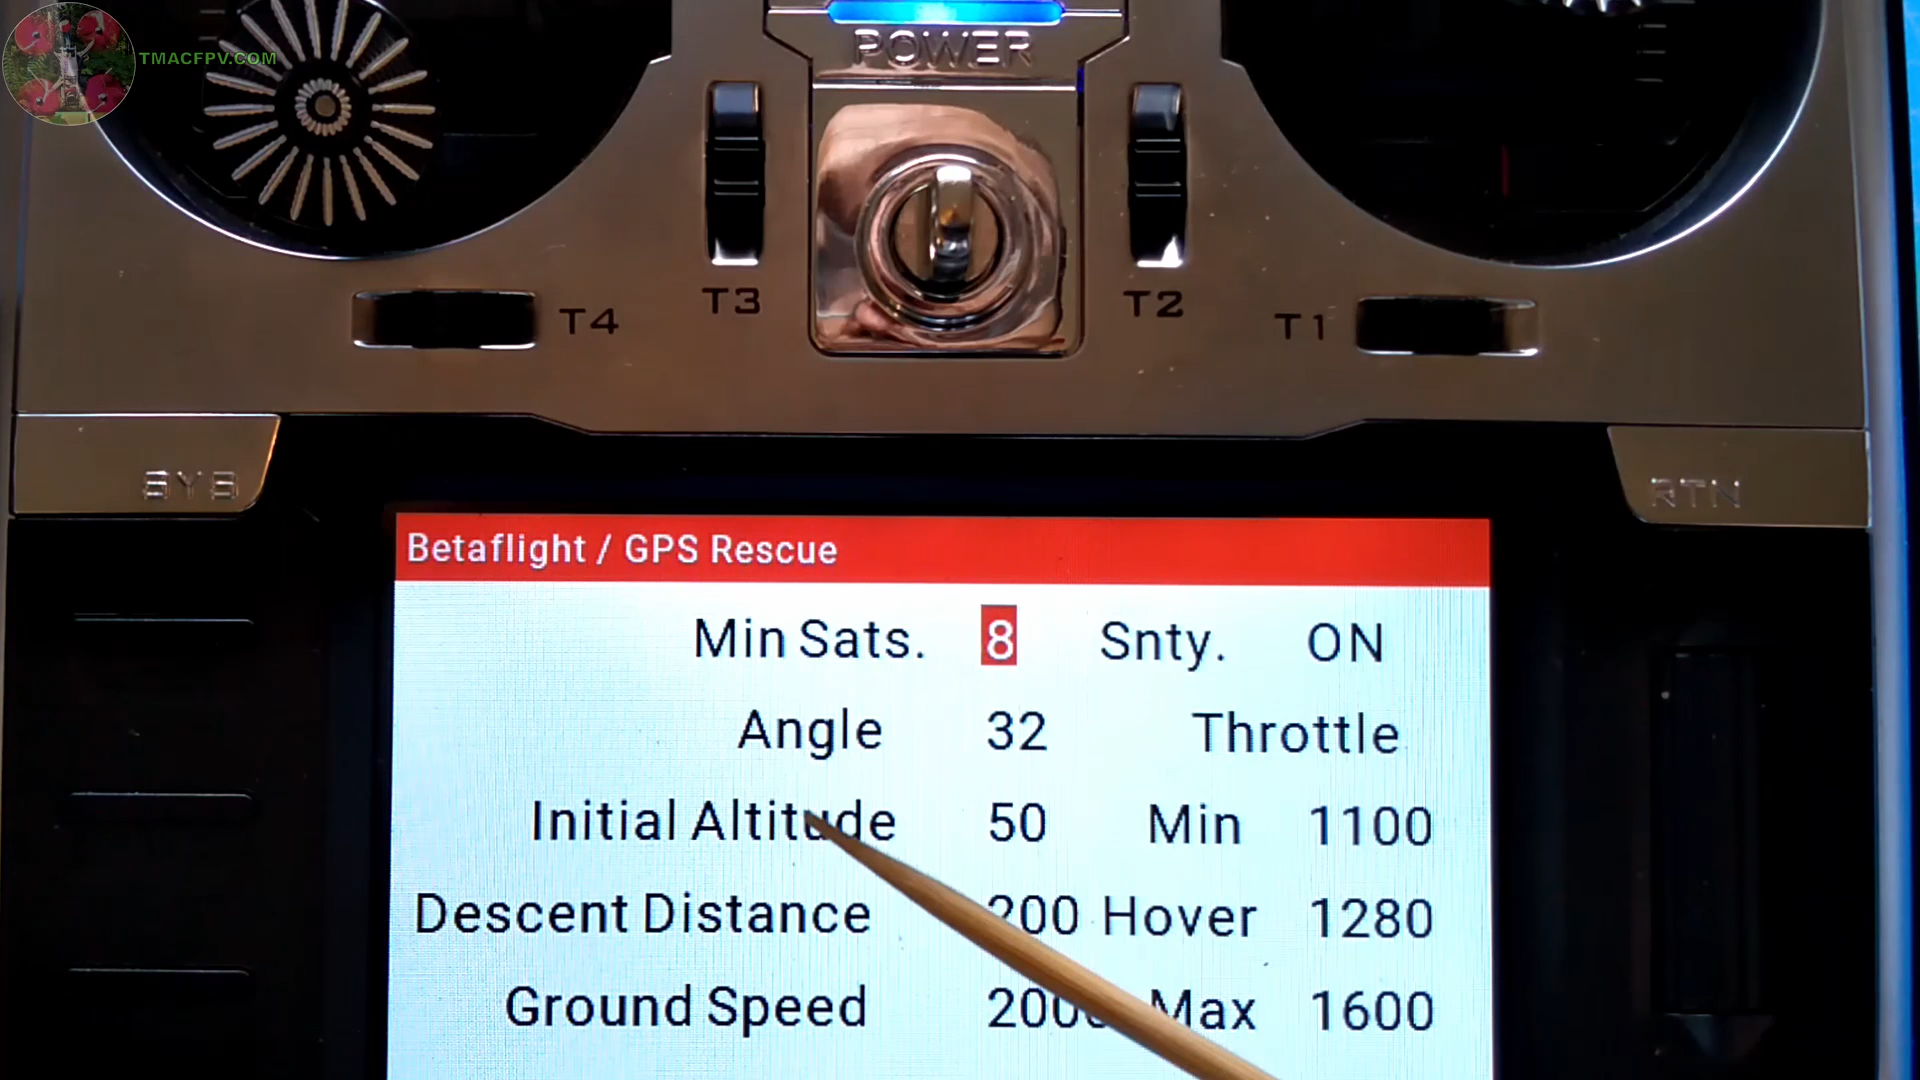 TMACFPV.COM
POWER
T4
T3
T2
T1
SYS
RTN
Betaflight / GPS Rescue
Min Sats. 8 Snty. ON
Angle 32 Throttle
Initial Altitude 50 Min 1100
Descent Distance 200 Hover 1280
Ground Speed 2000 Max 1600